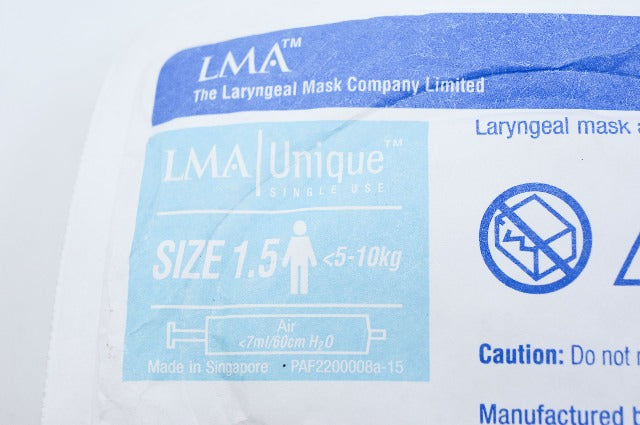 LMA™
The Laryngeal Mask Company Limited
Laryngeal mask
LMA Unique™
SINGLE USE
SIZE 1.5 <5-10kg
Air
<7ml/60cm H₂O
Made in Singapore • PAF2200008a-15
Caution: Do not
Manufactured